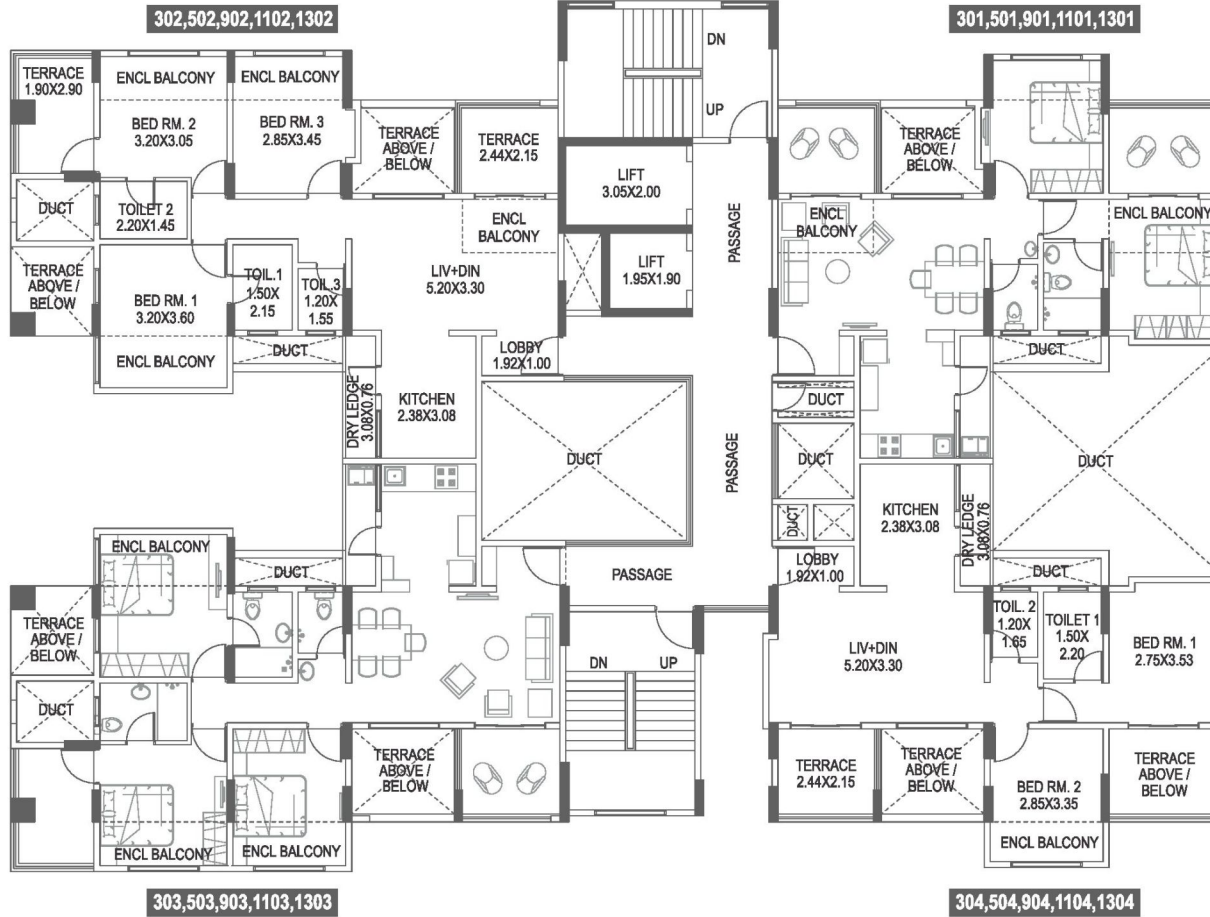 302,502,902,1102,1302
301,501,901,1101,1301
TERRACE
1.90X2.90
ENCL BALCONY
BED RM. 2
3.20X3.05
ENCL BALCONY
BED RM. 3
2.85X3.45
TERRACE
ABOVE /
BELOW
TERRACE
2.44X2.15
DN
UP
LIFT
3.05X2.00
LIFT
1.95X1.90
PASSAGE
TERRACE
ABOVE /
BELOW
ENCL
BALCONY
ENCL BALCONY
DUCT
TOILET 2
2.20X1.45
ENCL
BALCONY
TERRACE
ABOVE /
BELOW
BED RM. 1
3.20X3.60
TOIL.1
1.50X
2.15
TOIL.3
1.20X
1.55
LIV+DIN
5.20X3.30
ENCL BALCONY
DUCT
LOBBY
1.92X1.00
DUCT
DRY LEDGE
3.08X0.76
KITCHEN
2.38X3.08
DUCT
DUCT
PASSAGE
DUCT
DUCT
DUCT
KITCHEN
2.38X3.08
DRY LEDGE
3.08X0.76
LOBBY
1.92X1.00
PASSAGE
ENCL BALCONY
DUCT
DUCT
TERRACE
ABOVE /
BELOW
DUCT
TOIL. 2
1.20X
1.65
TOILET 1
1.50X
2.20
BED RM. 1
2.75X3.53
LIV+DIN
5.20X3.30
DN
UP
TERRACE
ABOVE /
BELOW
TERRACE
2.44X2.15
TERRACE
ABOVE /
BELOW
BED RM. 2
2.85X3.35
TERRACE
ABOVE /
BELOW
ENCL BALCONY
ENCL BALCONY
ENCL BALCONY
303,503,903,1103,1303
304,504,904,1104,1304